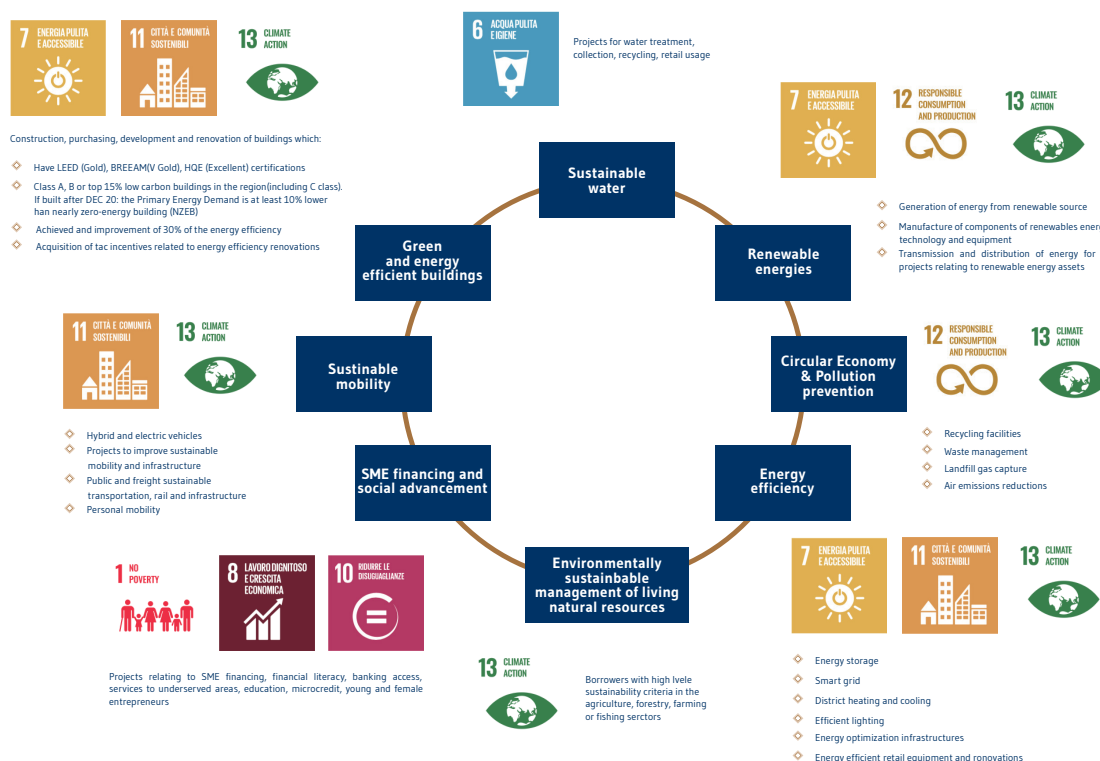 7 ENERGIA PULITA
E ACCESSIBILE
11 CITTÀ E COMUNITÀ
SOSTENIBILI
13 CLIMATE
ACTION
Construction, purchasing, development and renovation of buildings which:
Have LEED (Gold), BREEAM(V Gold), HQE (Excellent) certifications
Class A, B or top 15% low carbon buildings in the region(including C class).
If built after DEC 20: the Primary Energy Demand is at least 10% lower
han nearly zero-energy building (NZEB)
Achieved and improvement of 30% of the energy efficiency
Acquisition of tac incentives related to energy efficiency renovations
6 ACQUA PULITA
E IGIENE
Projects for water treatment,
collection, recycling, retail usage
7 ENERGIA PULITA
E ACCESSIBILE
12 RESPONSIBLE
CONSUMPTION
AND PRODUCTION
13 CLIMATE
ACTION
Generation of energy from renewable source
Manufacture of components of renewables ener
technology and equipment
Transmission and distribution of energy for
projects relating to renewable energy assets
Sustainable
water
Green
and energy
efficient buildings
Renewable
energies
Sustinable
mobility
Circular Economy
& Pollution
prevention
SME financing and
social advancement
Energy
efficiency
Environmentally
sustainbable
management of living
natural resources
11 CITTÀ E COMUNITÀ
SOSTENIBILI
13 CLIMATE
ACTION
Hybrid and electric vehicles
Projects to improve sustainable
mobility and infrastructure
Public and freight sustainable
transportation, rail and infrastructure
Personal mobility
12 RESPONSIBLE
CONSUMPTION
AND PRODUCTION
13 CLIMATE
ACTION
Recycling facilities
Waste management
Landfill gas capture
Air emissions reductions
1 NO
POVERTY
8 LAVORO DIGNITOSO
E CRESCITA
ECONOMICA
10 RIDURRE LE
DISUGUAGLIANZE
Projects relating to SME financing, financial literacy, banking access,
services to underserved areas, education, microcredit, young and female
entrepreneurs
13 CLIMATE
ACTION
Borrowers with high lvele
sustainability criteria in the
agriculture, forestry, farming
or fishing serctors
7 ENERGIA PULITA
E ACCESSIBILE
11 CITTÀ E COMUNITÀ
SOSTENIBILI
13 CLIMATE
ACTION
Energy storage
Smart grid
District heating and cooling
Efficient lighting
Energy optimization infrastructures
Energy efficient retail equipment and ronovations